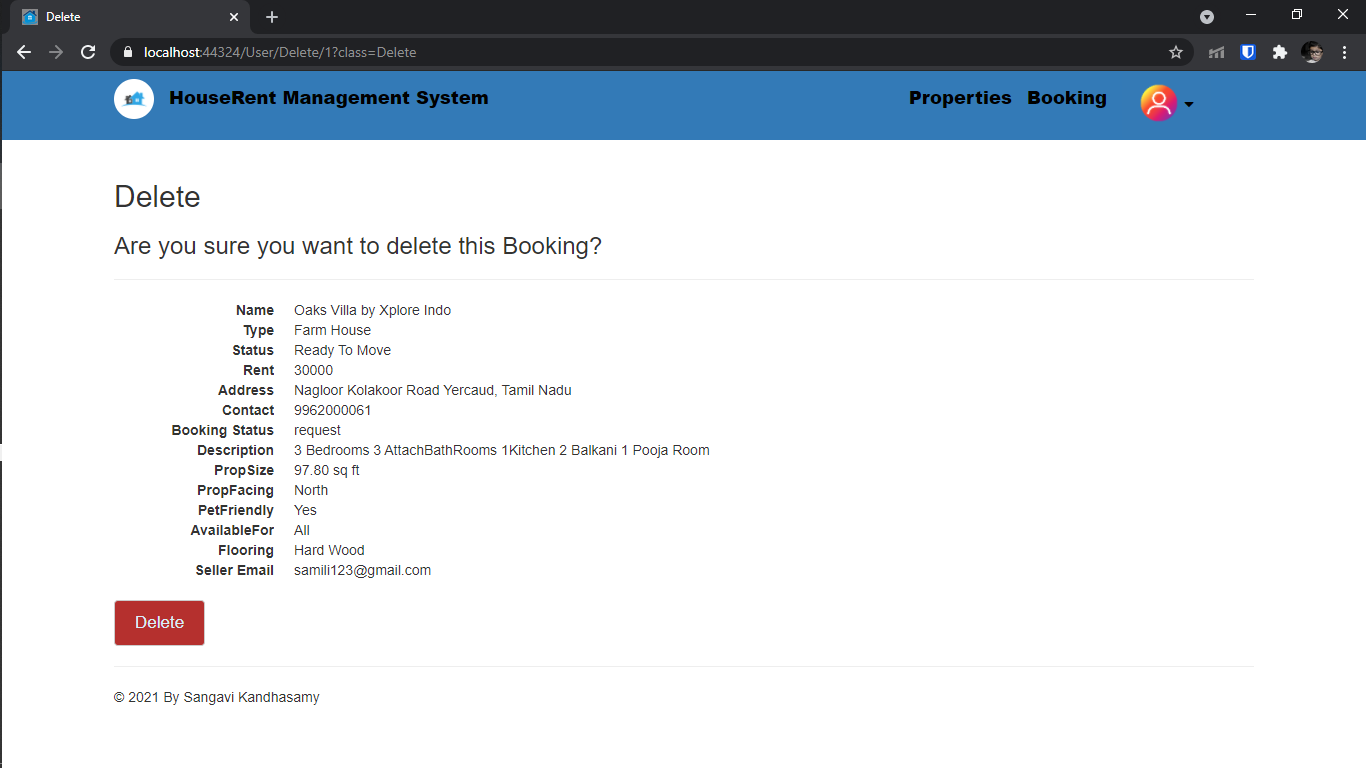 Delete
localhost:44324/User/Delete/1?class=Delete
HouseRent Management System
Properties Booking
Delete
Are you sure you want to delete this Booking?
Name Oaks Villa by Xplore Indo
Type Farm House
Status Ready To Move
Rent 30000
Address Nagloor Kolakoor Road Yercaud, Tamil Nadu
Contact 9962000061
Booking Status request
Description 3 Bedrooms 3 AttachBathRooms 1Kitchen 2 Balkani 1 Pooja Room
PropSize 97.80 sq ft
PropFacing North
PetFriendly Yes
AvailableFor All
Flooring Hard Wood
Seller Email samili123@gmail.com
Delete
© 2021 By Sangavi Kandhasamy